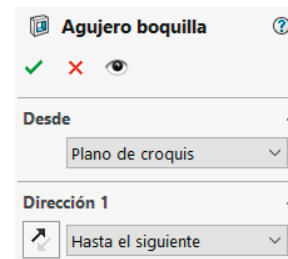 Agujero boquilla
Desde
Plano de croquis
Dirección 1
Hasta el siguiente